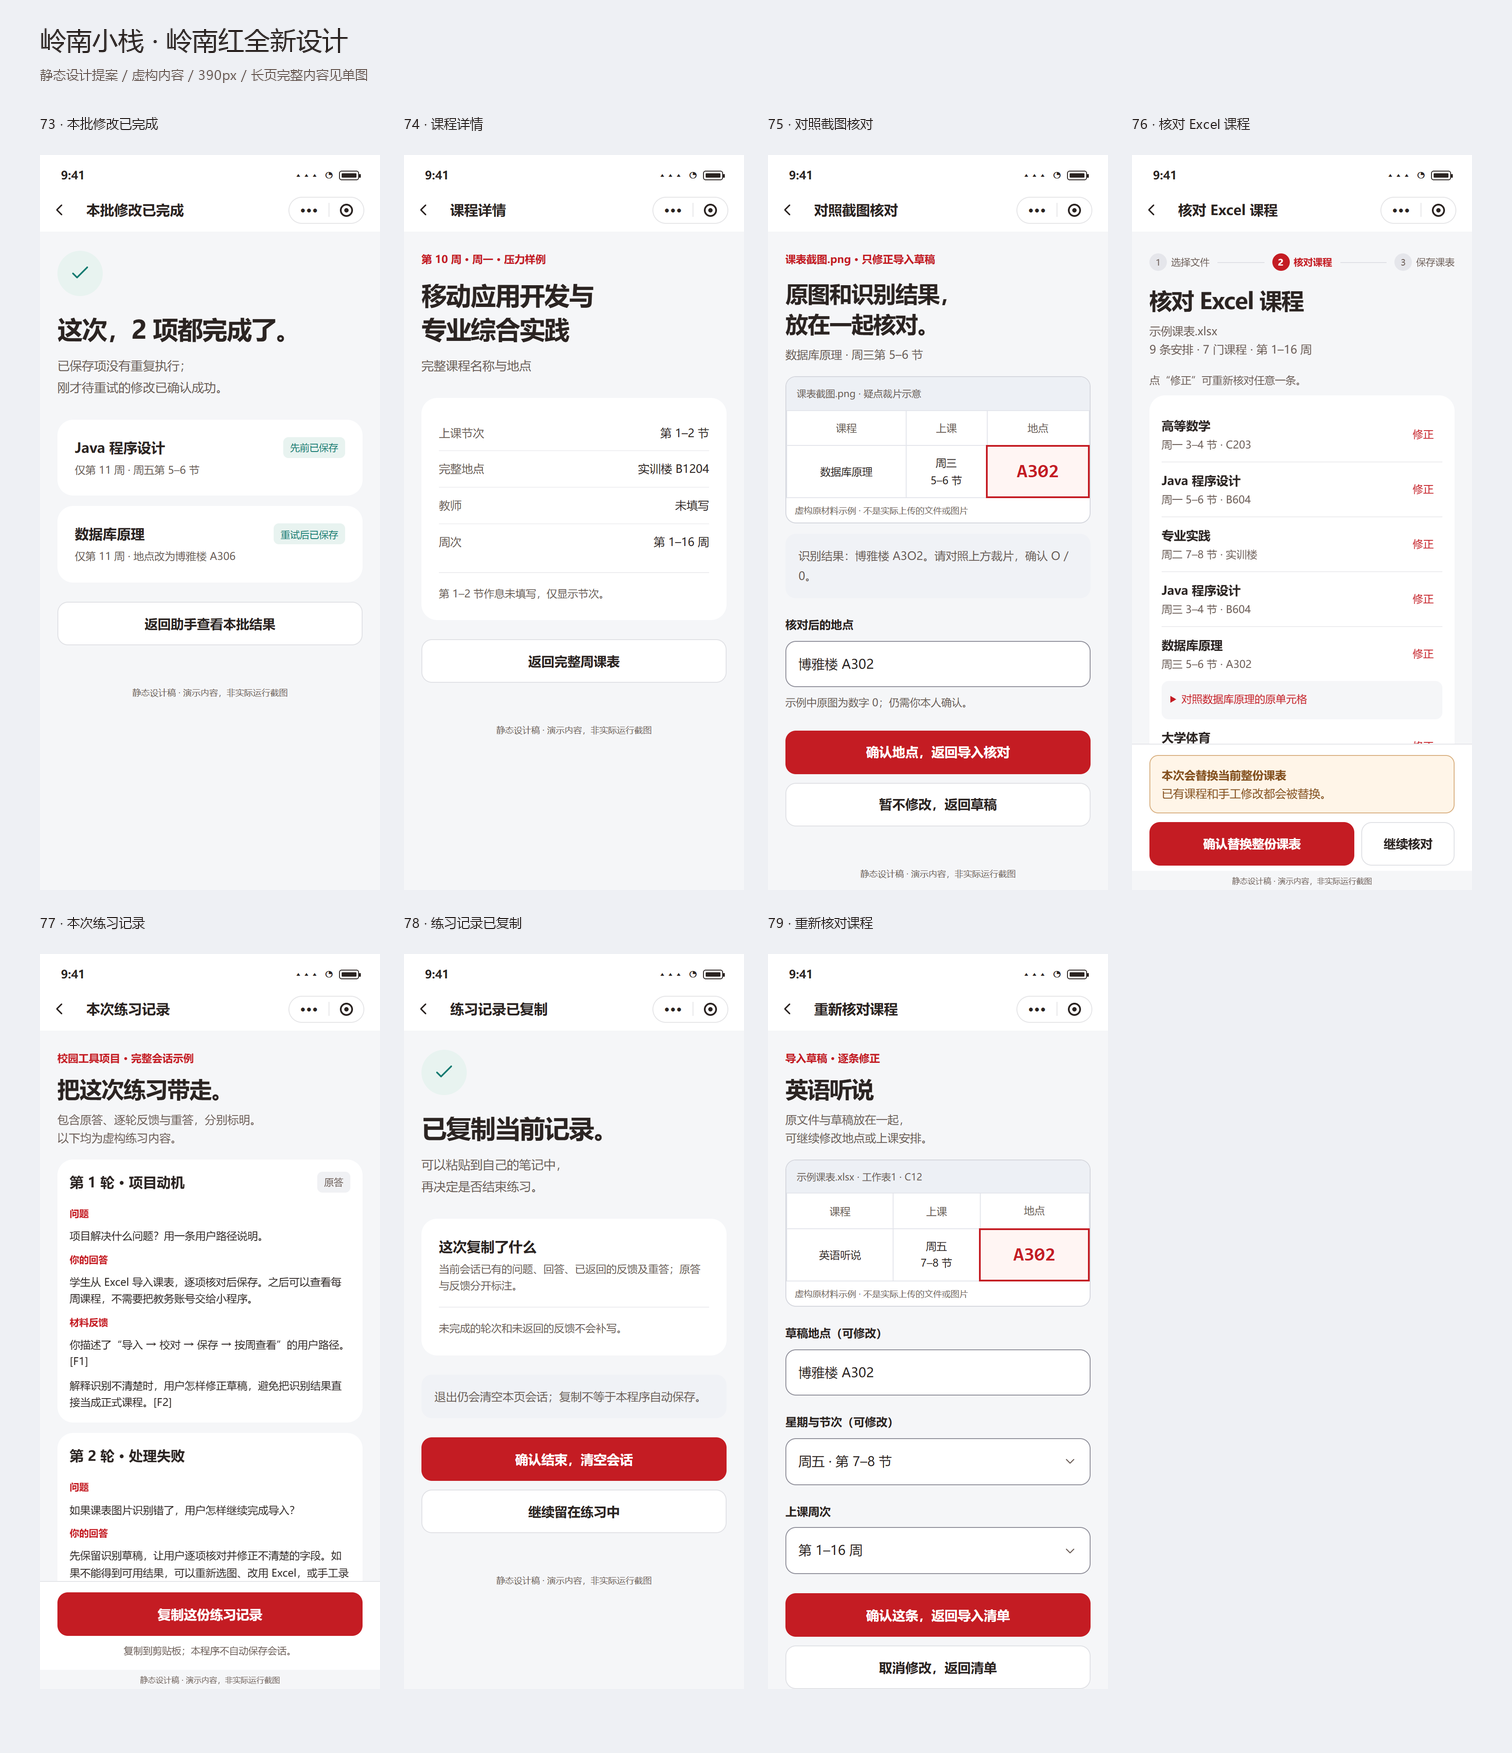 岭南小栈 · 岭南红全新设计
静态设计提案 / 虚构内容 / 390px / 长页完整内容见单图
73 · 本批修改已完成
9:41
本批修改已完成
这次，2 项都完成了。
已保存项没有重复执行；
刚才待重试的修改已确认成功。
Java 程序设计
先前已保存
仅第 11 周 · 周五第 5–6 节
数据库原理
重试后已保存
仅第 11 周 · 地点改为博雅楼 A306
返回助手查看本批结果
静态设计稿 · 演示内容，非实际运行截图
74 · 课程详情
9:41
课程详情
第 10 周 · 周一 · 压力样例
移动应用开发与
专业综合实践
完整课程名称与地点
上课节次 第 1–2 节
完整地点 实训楼 B1204
教师 未填写
周次 第 1–16 周
第 1–2 节作息未填写，仅显示节次。
返回完整周课表
静态设计稿 · 演示内容，非实际运行截图
75 · 对照截图核对
9:41
对照截图核对
课表截图.png · 只修正导入草稿
原图和识别结果，
放在一起核对。
数据库原理 · 周三第 5–6 节
课表截图.png · 疑点裁片示意
课程 上课 地点
数据库原理 周三 5–6 节 A302
虚构原材料示例 · 不是实际上传的文件或图片
识别结果：博雅楼 A3O2。请对照上方裁片，确认 O /
0。
核对后的地点
博雅楼 A302
示例中原图为数字 0；仍需你本人确认。
确认地点，返回导入核对
暂不修改，返回草稿
静态设计稿 · 演示内容，非实际运行截图
76 · 核对 Excel 课程
9:41
核对 Excel 课程
1 选择文件 2 核对课程 3 保存课表
核对 Excel 课程
示例课表.xlsx
9 条安排 · 7 门课程 · 第 1–16 周
点“修正”可重新核对任意一条。
高等数学
周一 3–4 节 · C203
修正
Java 程序设计
周一 5–6 节 · B604
修正
专业实践
周二 7–8 节 · 实训楼
修正
Java 程序设计
周三 3–4 节 · B604
修正
数据库原理
周三 5–6 节 · A302
修正
▶ 对照数据库原理的原单元格
大学体育
本次会替换当前整份课表
已有课程和手工修改都会被替换。
确认替换整份课表
继续核对
静态设计稿 · 演示内容，非实际运行截图
77 · 本次练习记录
9:41
本次练习记录
校园工具项目 · 完整会话示例
把这次练习带走。
包含原答、逐轮反馈与重答，分别标明。
以下均为虚构练习内容。
第 1 轮 · 项目动机
原答
问题
项目解决什么问题？用一条用户路径说明。
你的回答
学生从 Excel 导入课表，逐项核对后保存。之后可以查看每
周课程，不需要把教务账号交给小程序。
材料反馈
你描述了“导入 → 校对 → 保存 → 按周查看”的用户路径。
[F1]
解释识别不清楚时，用户怎样修正草稿，避免把识别结果直
接当成正式课程。[F2]
第 2 轮 · 处理失败
问题
如果课表图片识别错了，用户怎样继续完成导入？
你的回答
先保留识别草稿，让用户逐项核对并修正不清楚的字段。如
果不能得到可用结果，可以重新选图、改用 Excel，或手工录
复制这份练习记录
复制到剪贴板；本程序不自动保存会话。
静态设计稿 · 演示内容，非实际运行截图
78 · 练习记录已复制
9:41
练习记录已复制
已复制当前记录。
可以粘贴到自己的笔记中，
再决定是否结束练习。
这次复制了什么
当前会话已有的问题、回答、已返回的反馈及重答；原答
与反馈分开标注。
未完成的轮次和未返回的反馈不会补写。
退出仍会清空本页会话；复制不等于本程序自动保存。
确认结束，清空会话
继续留在练习中
静态设计稿 · 演示内容，非实际运行截图
79 · 重新核对课程
9:41
重新核对课程
导入草稿 · 逐条修正
英语听说
原文件与草稿放在一起，
可继续修改地点或上课安排。
示例课表.xlsx · 工作表1 · C12
课程 上课 地点
英语听说 周五 7–8 节 A302
虚构原材料示例 · 不是实际上传的文件或图片
草稿地点（可修改）
博雅楼 A302
星期与节次（可修改）
周五 · 第 7–8 节
上课周次
第 1–16 周
确认这条，返回导入清单
取消修改，返回清单